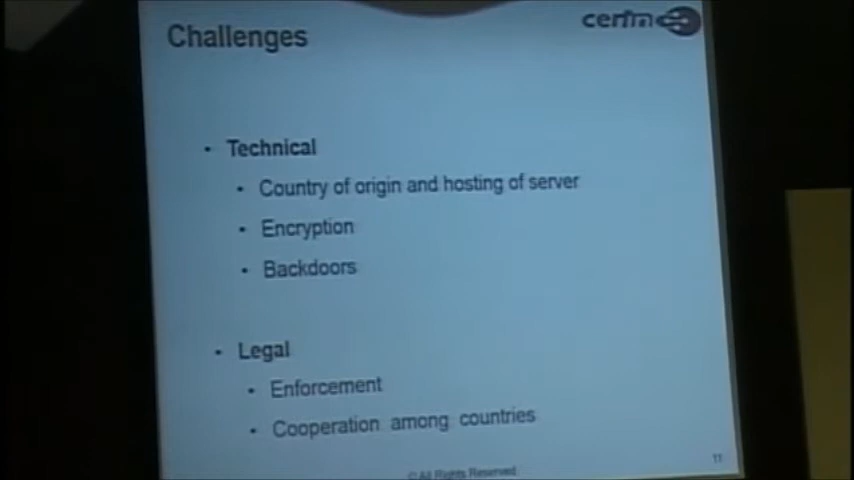 Challenges
• Technical
• Country of origin and hosting of server
• Encryption
• Backdoors
• Legal
• Enforcement
• Cooperation among countries
© All Rights Reserved
11